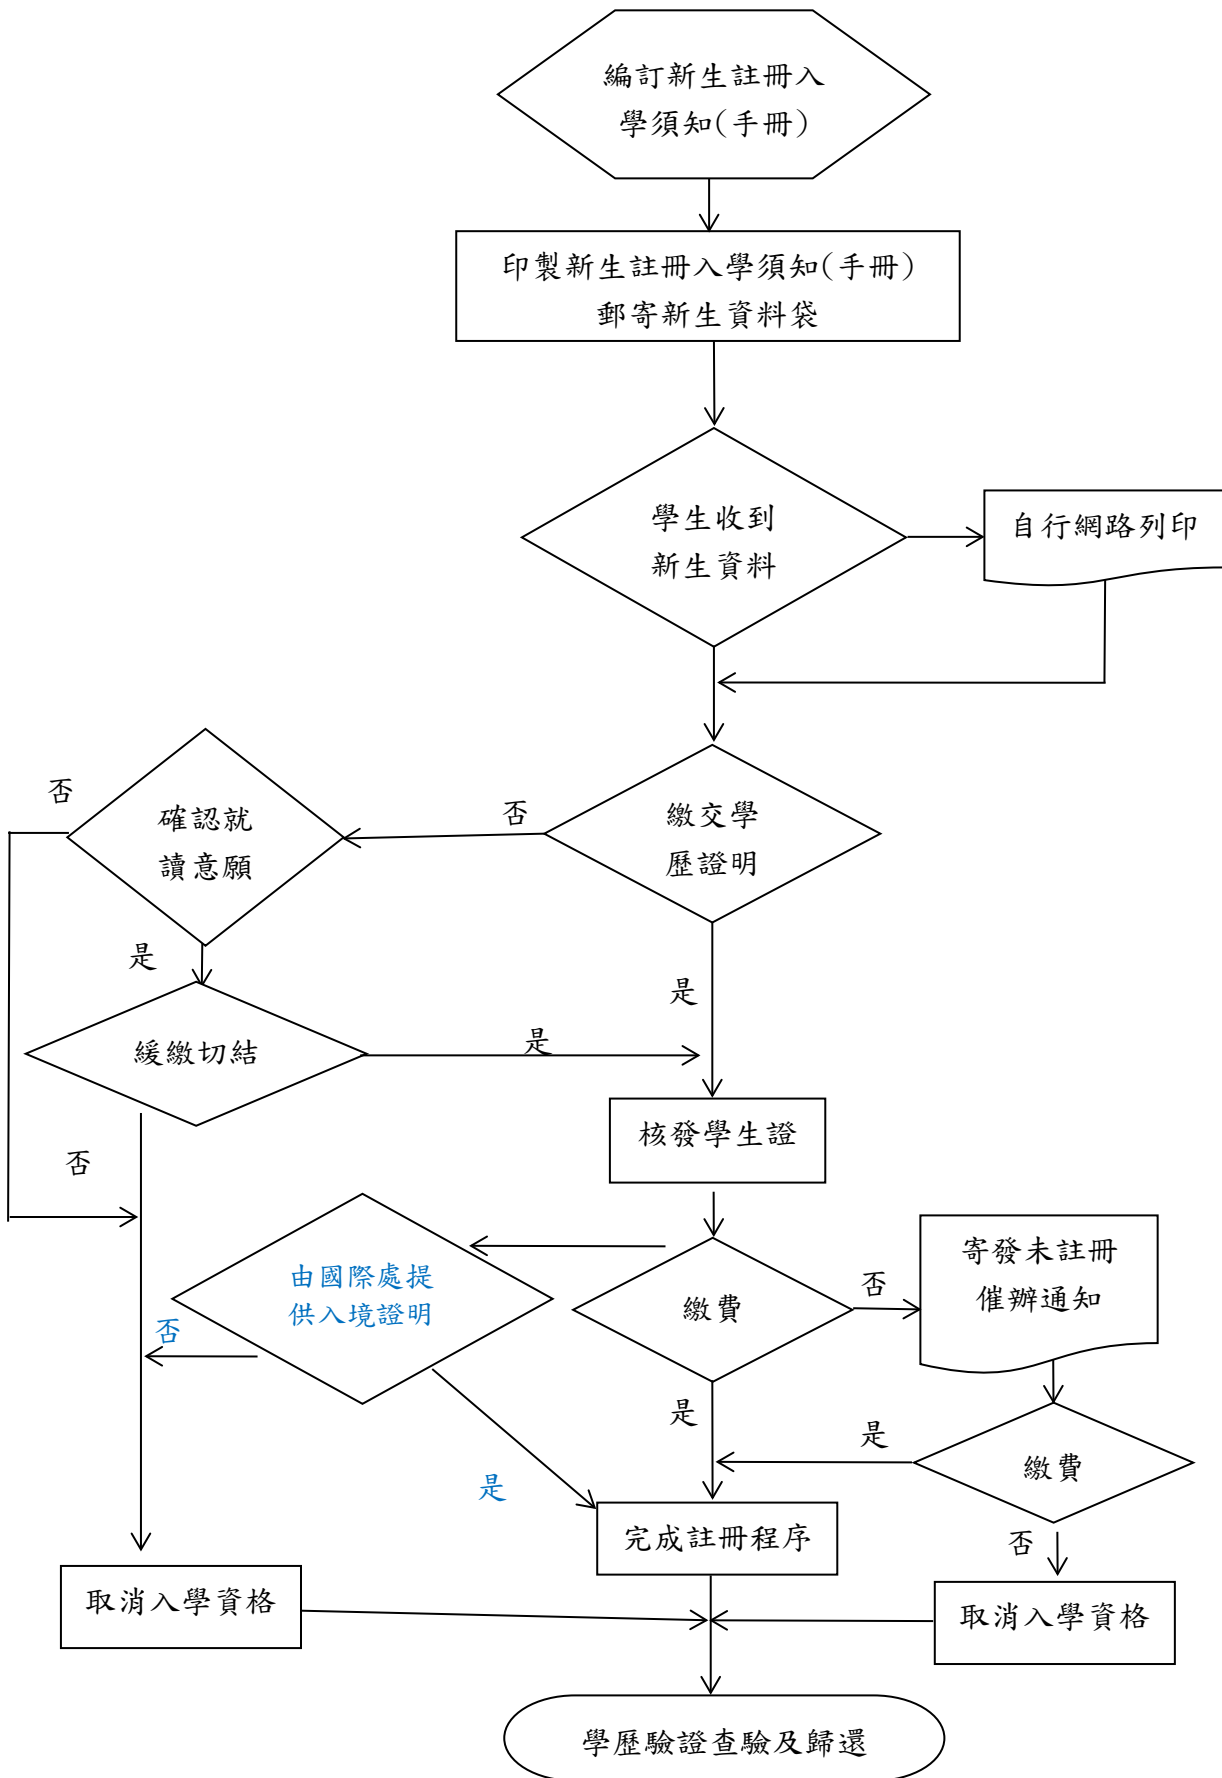 編訂新生註冊入
學須知(手冊)
印製新生註冊入學須知(手冊)
郵寄新生資料袋
學生收到
新生資料
自行網路列印
否
確認就
讀意願
否
繳交學
歷證明
是
是
緩繳切結
是
核發學生證
否
由國際處提
供入境證明
否
繳費
否
寄發未註冊
催辦通知
是
是
繳費
是
完成註冊程序
否
取消入學資格
取消入學資格
學歷驗證查驗及歸還